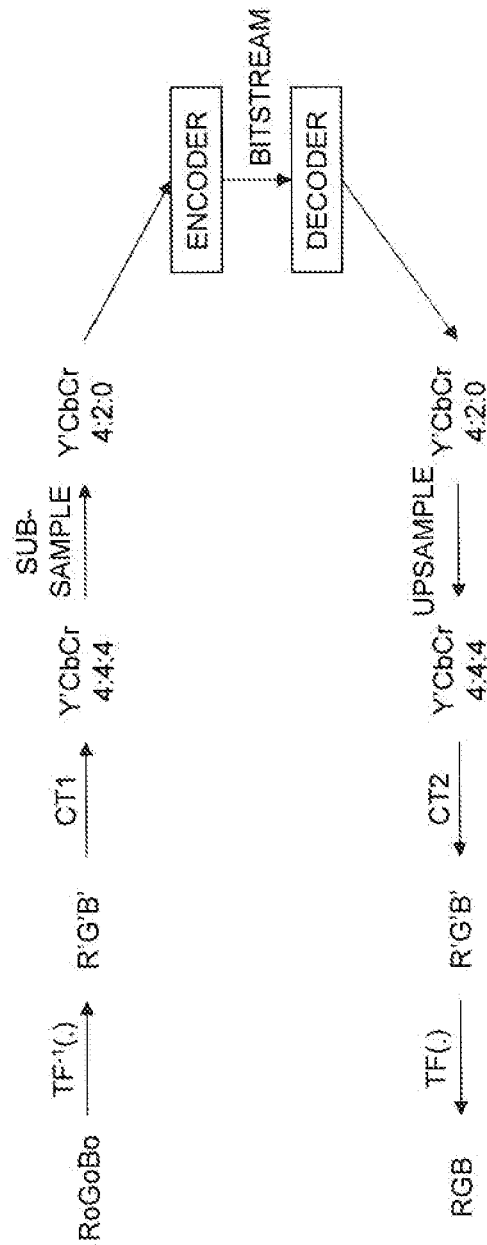 RoGoBo
TF⁻¹(.)
R'G'B'
CT1
Y'CbCr
4:4:4
SUB-
SAMPLE
Y'CbCr
4:2:0
ENCODER
BITSTREAM
DECODER
Y'CbCr
4:2:0
UPSAMPLE
Y'CbCr
4:4:4
CT2
R'G'B'
TF(.)
RGB